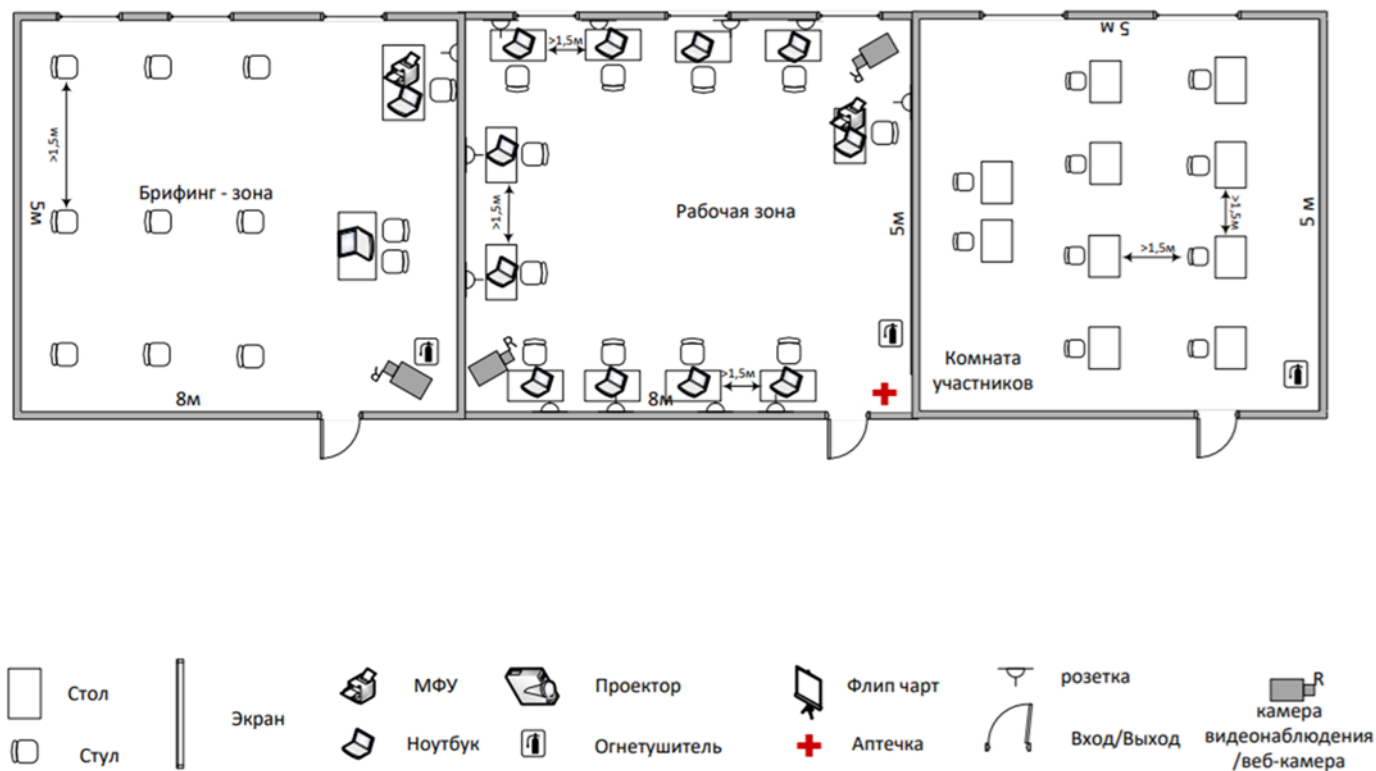 5 м
>1,5м
>1,5м
Брифинг - зона
5м
8м
>1,5м
Рабочая зона
5м
>1,5м
8м
>1,5м
5 м
>1,5м
Комната
участников
Стол
Стул
Экран
МФУ
Ноутбук
Проектор
Огнетушитель
Флип чарт
Аптечка
розетка
Вход/Выход
R
камера
видеонаблюдения
/веб-камера